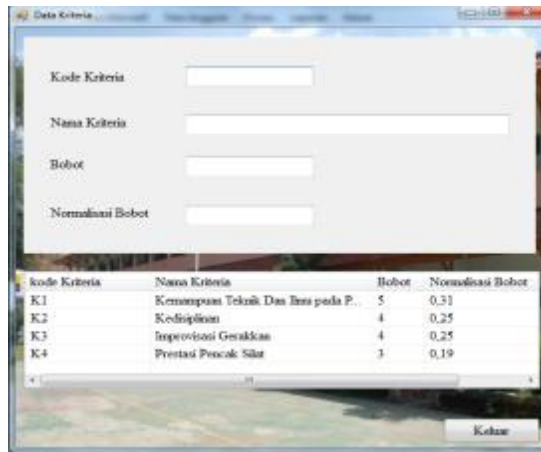 Data Kriteria
Kode Kriteria
Nama Kriteria
Bobot
Normalisasi Bobot
kode Kriteria Nama Kriteria Bobot Normalisasi Bobot
K1 Kemampuan Teknik Dan Ilmu pada P... 5 0,31
K2 Kedisiplinan 4 0,25
K3 Improvisasi Gerakkan 4 0,25
K4 Prestasi Pencak Silat 3 0,19
Keluar